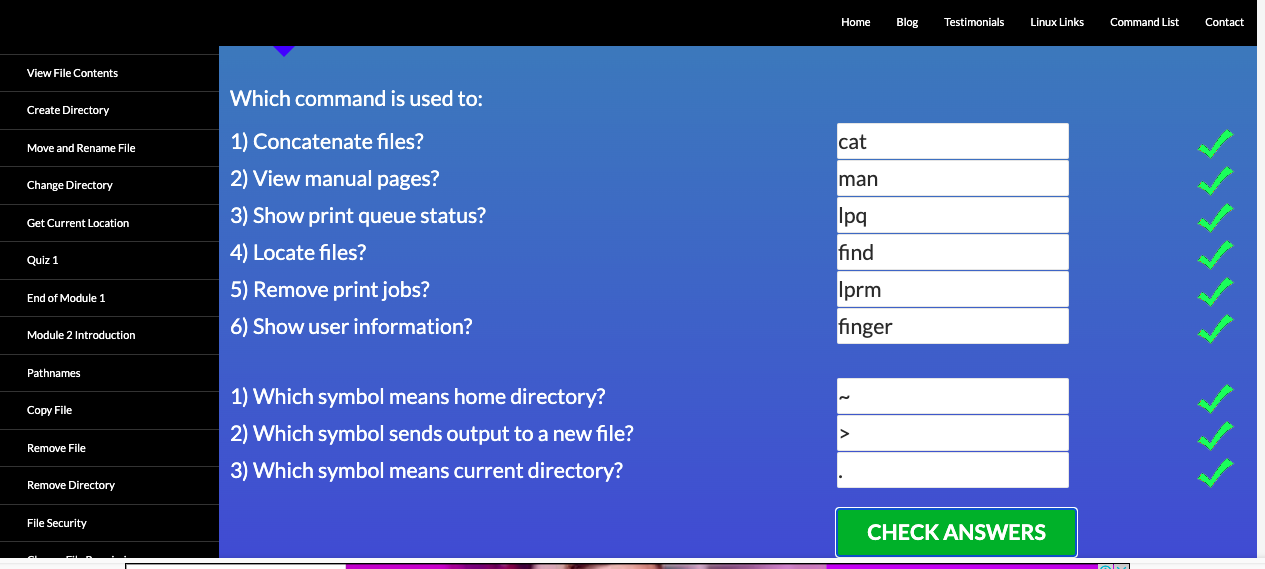 Home Blog Testimonials Linux Links Command List Contact
View File Contents
Create Directory
Move and Rename File
Change Directory
Get Current Location
Quiz 1
End of Module 1
Module 2 Introduction
Pathnames
Copy File
Remove File
Remove Directory
File Security
Which command is used to:
1) Concatenate files? cat
2) View manual pages? man
3) Show print queue status? lpq
4) Locate files? find
5) Remove print jobs? lprm
6) Show user information? finger
1) Which symbol means home directory? ~
2) Which symbol sends output to a new file? >
3) Which symbol means current directory? .
CHECK ANSWERS